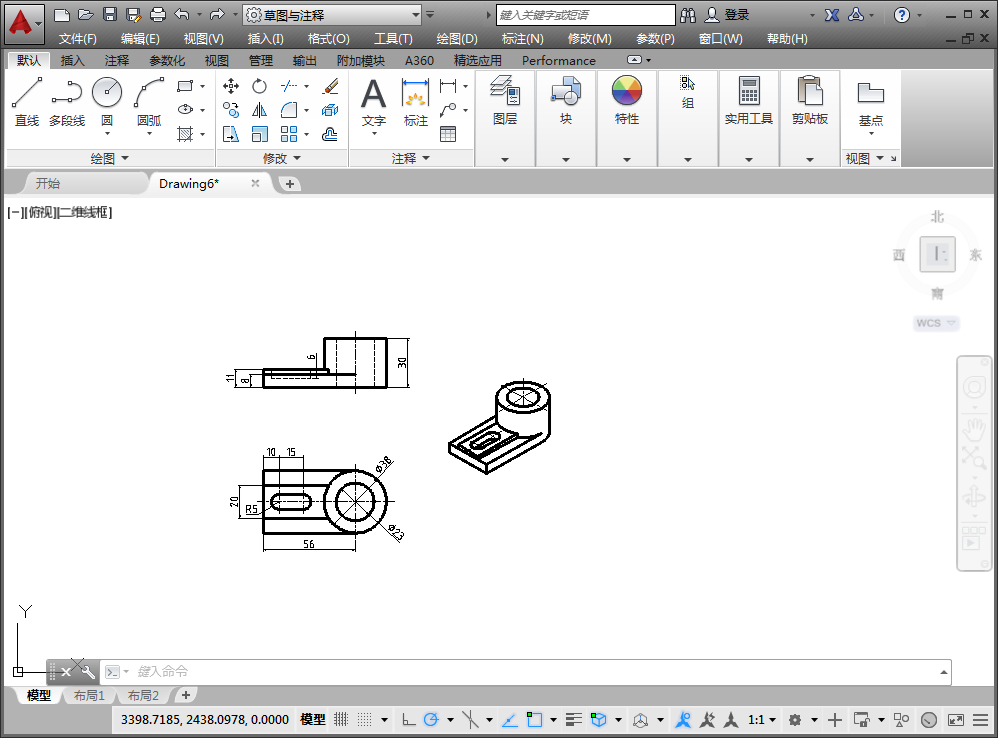 草图与注释
键入关键字或短语
登录
文件(F) 编辑(E) 视图(V) 插入(I) 格式(O) 工具(T) 绘图(D) 标注(N) 修改(M) 参数(P) 窗口(W) 帮助(H)
默认 插入 注释 参数化 视图 管理 输出 附加模块 A360 精选应用 Performance
直线 多段线 圆 圆弧 文字 标注 图层 块 特性 组 实用工具 剪贴板 基点
绘图 修改 注释 视图
开始 Drawing6*
[−][俯视][二维线框]
北
西 东
南
WCS
6
11
8
30
10 15
Ø38
20
R5
Ø23
56
Y
键入命令
模型 布局1 布局2
3398.7185, 2438.0978, 0.0000 模型 1:1